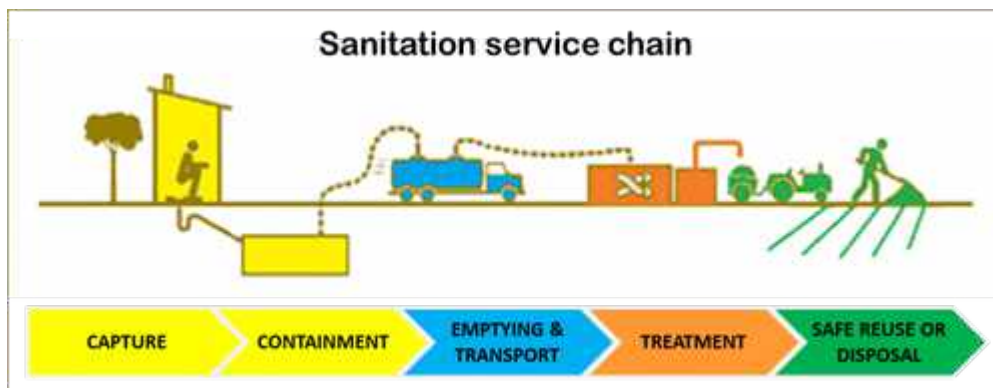 Sanitation service chain
CAPTURE
CONTAINMENT
EMPTYING &
TRANSPORT
TREATMENT
SAFE REUSE OR
DISPOSAL